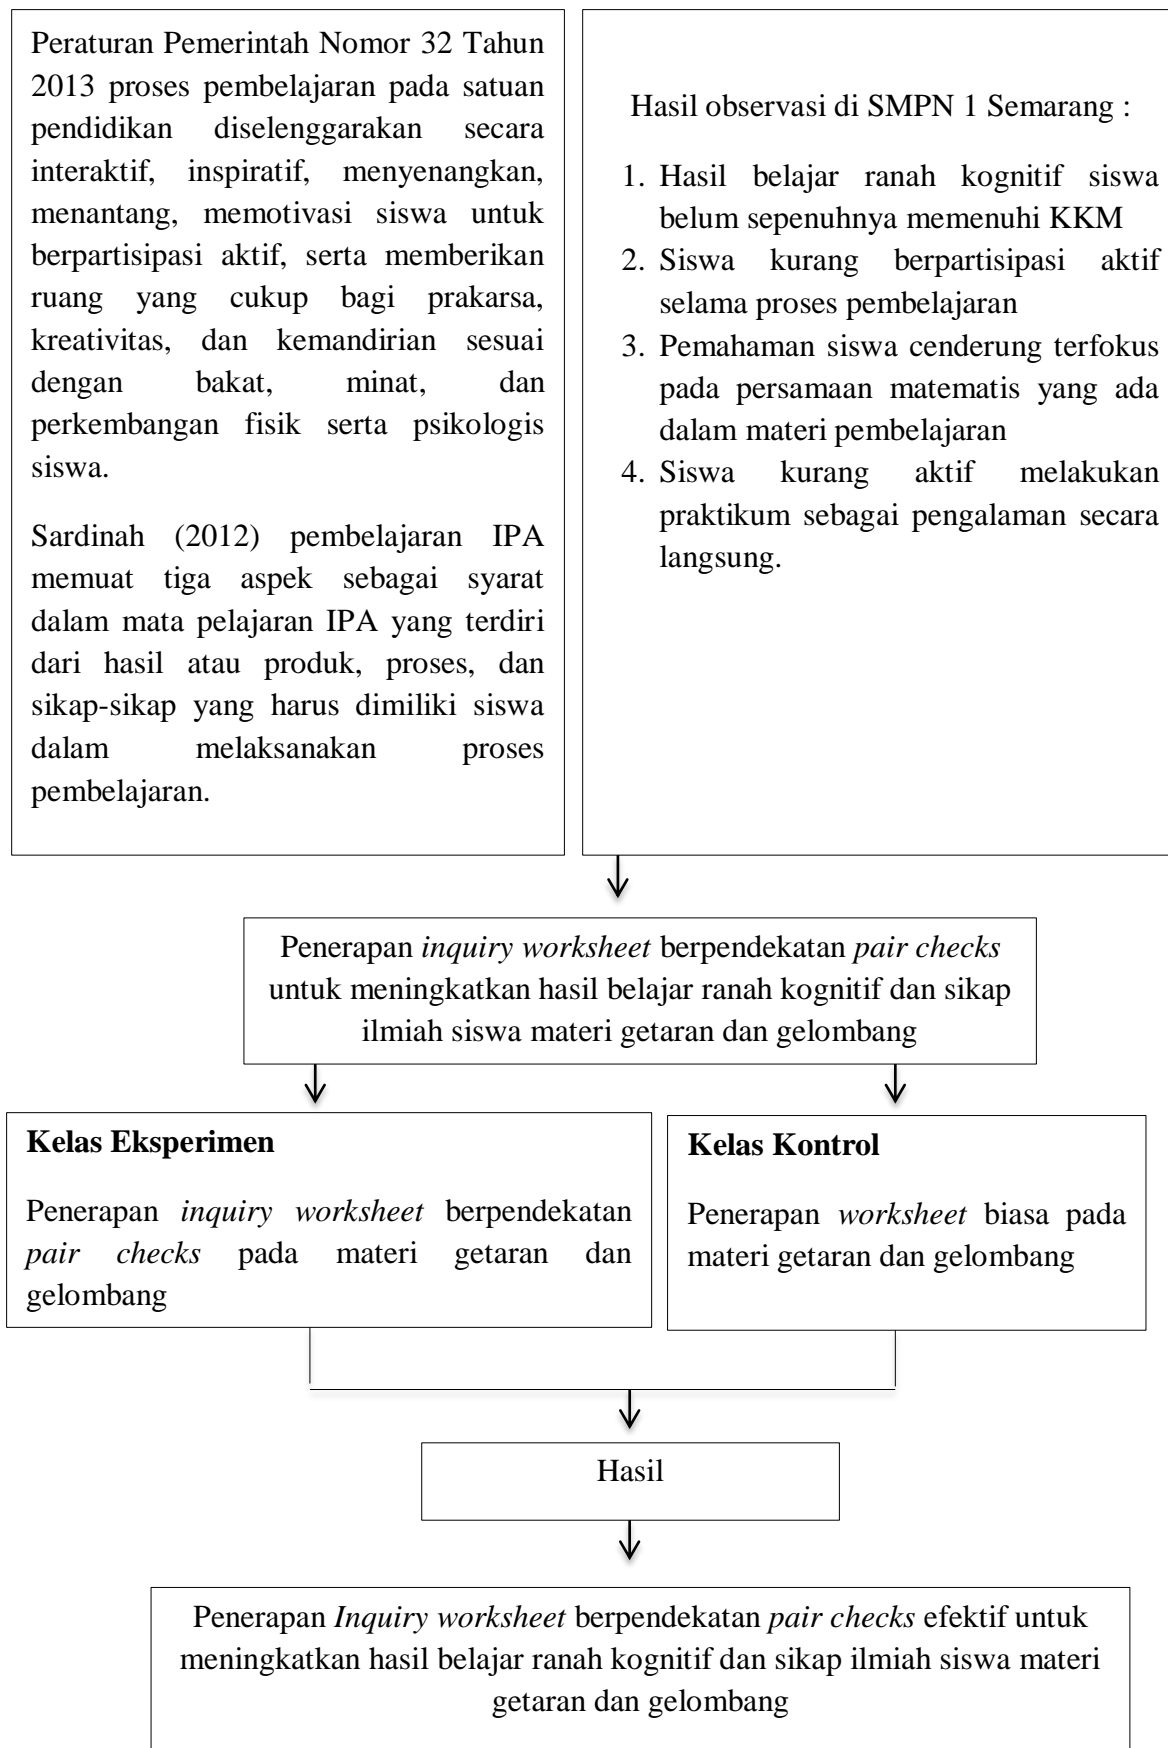 Peraturan Pemerintah Nomor 32 Tahun
2013 proses pembelajaran pada satuan
pendidikan diselenggarakan secara
interaktif, inspiratif, menyenangkan,
menantang, memotivasi siswa untuk
berpartisipasi aktif, serta memberikan
ruang yang cukup bagi prakarsa,
kreativitas, dan kemandirian sesuai
dengan bakat, minat, dan
perkembangan fisik serta psikologis
siswa.
Sardinah (2012) pembelajaran IPA
memuat tiga aspek sebagai syarat
dalam mata pelajaran IPA yang terdiri
dari hasil atau produk, proses, dan
sikap-sikap yang harus dimiliki siswa
dalam melaksanakan proses
pembelajaran.
Hasil observasi di SMPN 1 Semarang :
1. Hasil belajar ranah kognitif siswa
belum sepenuhnya memenuhi KKM
2. Siswa kurang berpartisipasi aktif
selama proses pembelajaran
3. Pemahaman siswa cenderung terfokus
pada persamaan matematis yang ada
dalam materi pembelajaran
4. Siswa kurang aktif melakukan
praktikum sebagai pengalaman secara
langsung.
Penerapan inquiry worksheet berpendekatan pair checks
untuk meningkatkan hasil belajar ranah kognitif dan sikap
ilmiah siswa materi getaran dan gelombang
Kelas Eksperimen
Penerapan inquiry worksheet berpendekatan
pair checks pada materi getaran dan
gelombang
Kelas Kontrol
Penerapan worksheet biasa pada
materi getaran dan gelombang
Hasil
Penerapan Inquiry worksheet berpendekatan pair checks efektif untuk
meningkatkan hasil belajar ranah kognitif dan sikap ilmiah siswa materi
getaran dan gelombang